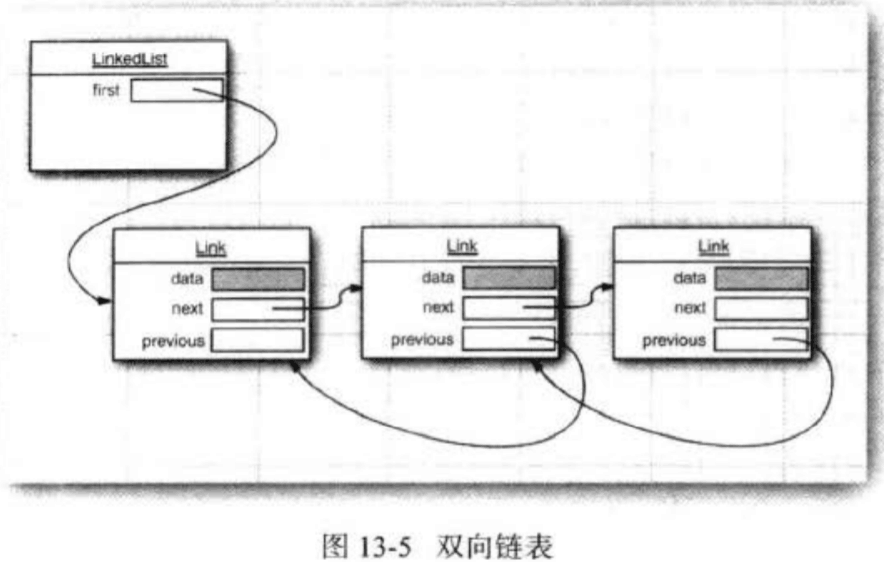 LinkedList
first
Link
Link
Link
data
data
data
next
next
next
previous
previous
previous
图 13-5 双向链表